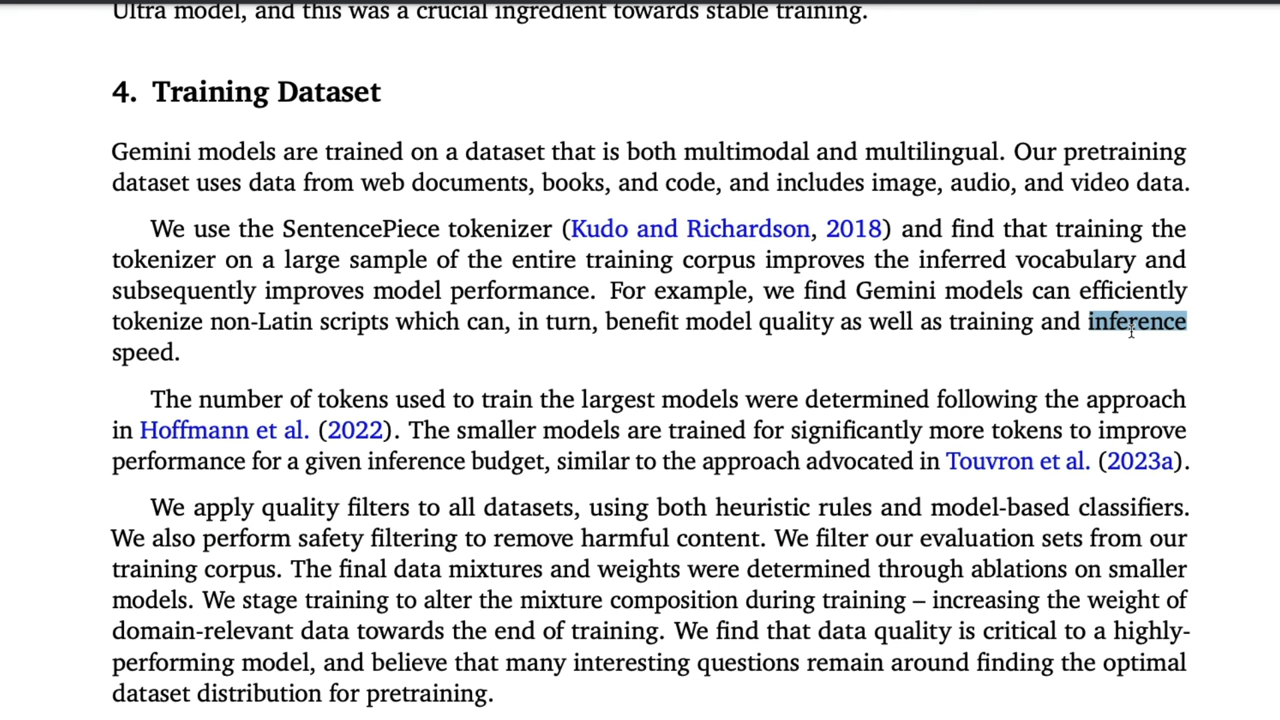 Ultra model, and this was a crucial ingredient towards stable training.
4. Training Dataset
Gemini models are trained on a dataset that is both multimodal and multilingual. Our pretraining
dataset uses data from web documents, books, and code, and includes image, audio, and video data.
We use the SentencePiece tokenizer (Kudo and Richardson, 2018) and find that training the
tokenizer on a large sample of the entire training corpus improves the inferred vocabulary and
subsequently improves model performance. For example, we find Gemini models can efficiently
tokenize non-Latin scripts which can, in turn, benefit model quality as well as training and inference
speed.
The number of tokens used to train the largest models were determined following the approach
in Hoffmann et al. (2022). The smaller models are trained for significantly more tokens to improve
performance for a given inference budget, similar to the approach advocated in Touvron et al. (2023a).
We apply quality filters to all datasets, using both heuristic rules and model-based classifiers.
We also perform safety filtering to remove harmful content. We filter our evaluation sets from our
training corpus. The final data mixtures and weights were determined through ablations on smaller
models. We stage training to alter the mixture composition during training – increasing the weight of
domain-relevant data towards the end of training. We find that data quality is critical to a highly-
performing model, and believe that many interesting questions remain around finding the optimal
dataset distribution for pretraining.